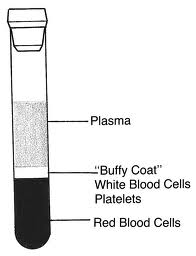 Plasma
"Buffy Coat"
White Blood Cells
Platelets
Red Blood Cells